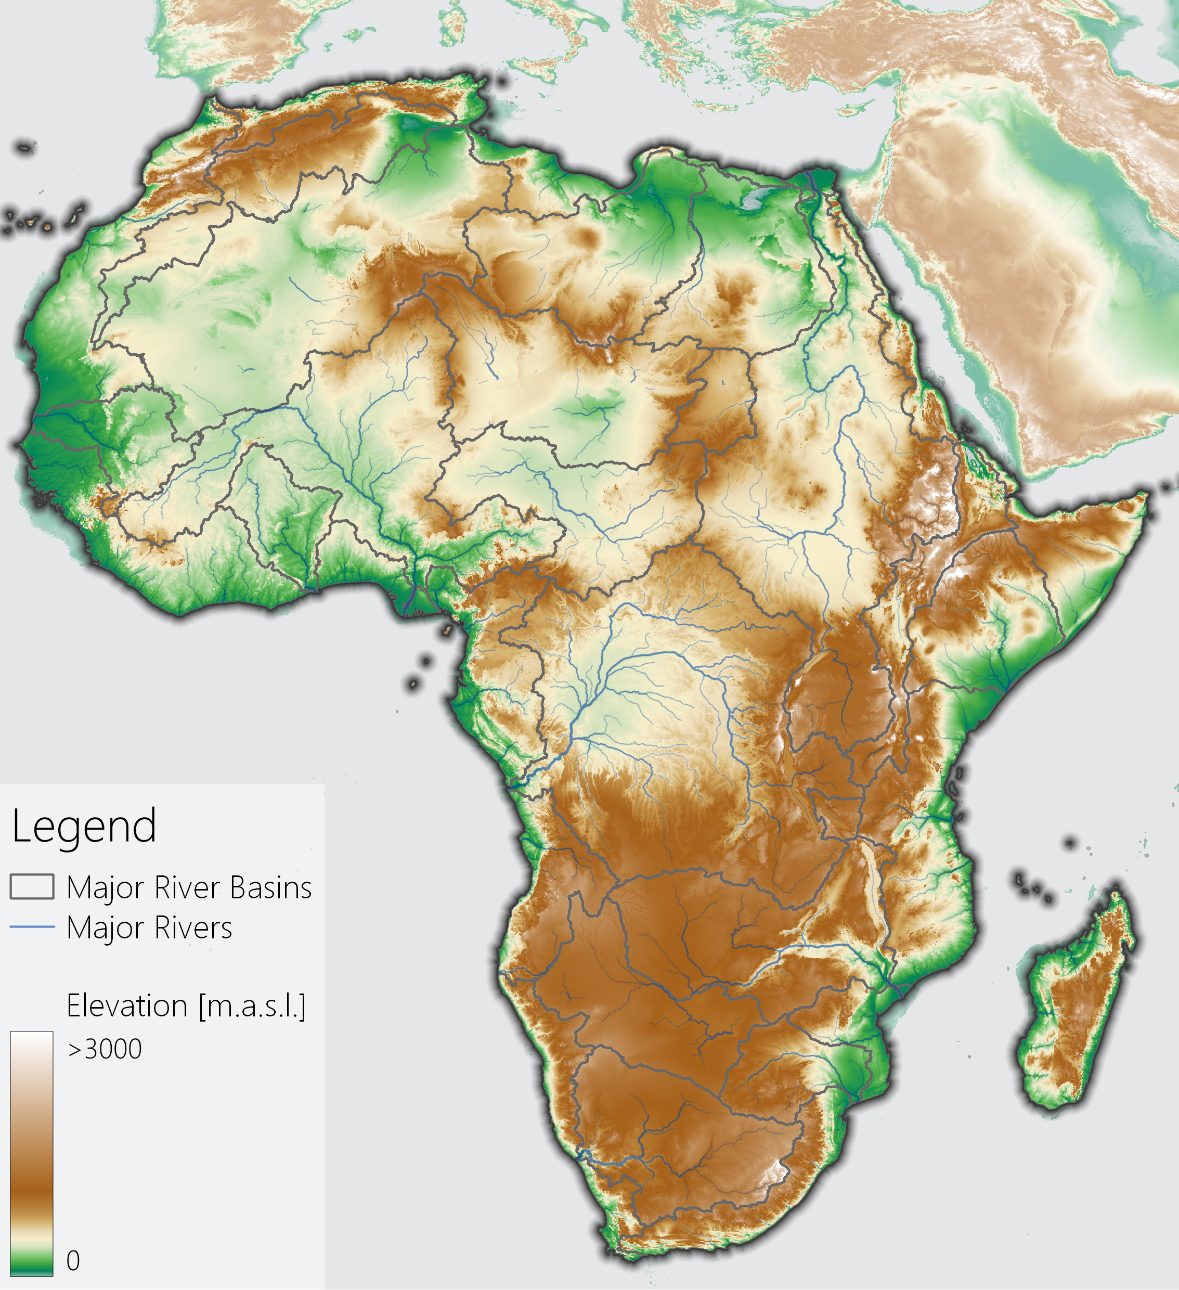 Legend
Major River Basins
Major Rivers
Elevation [m.a.s.l.]
>3000
0